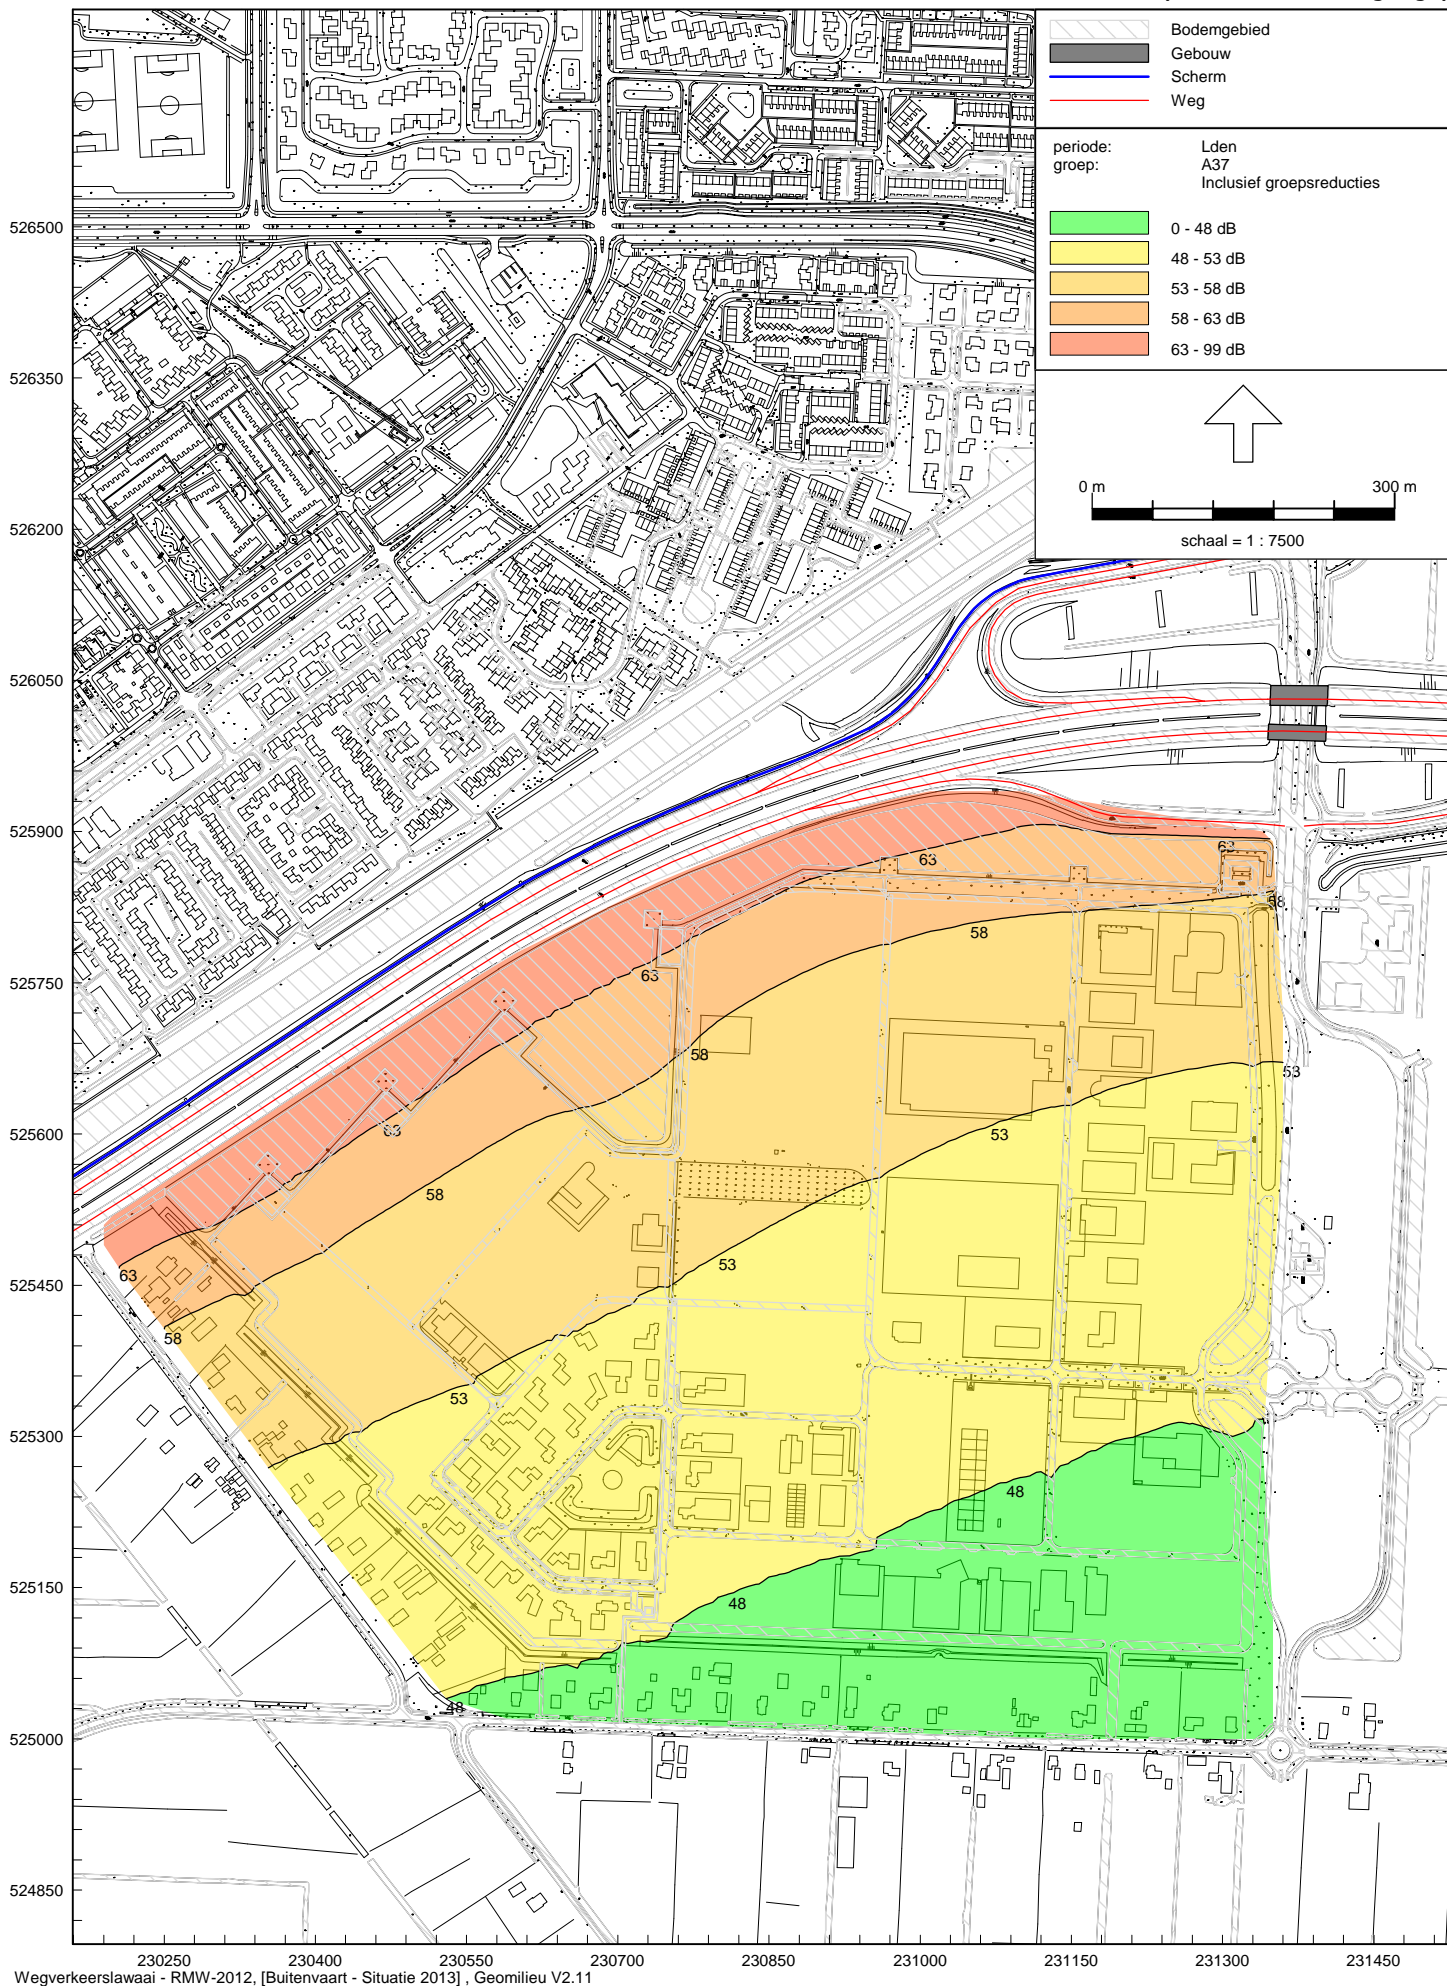 Bodemgebied
Gebouw
Scherm
Weg
periode: Lden
groep: A37
Inclusief groepsreducties
0 - 48 dB
48 - 53 dB
53 - 58 dB
58 - 63 dB
63 - 99 dB
0 m 300 m
schaal = 1 : 7500
526500
526350
526200
526050
525900
525750
525600
525450
525300
525150
525000
524850
63
63
58
58
63
58
53
63
53
58
63
53
58
53
48
48
48
230250 230400 230550 230700 230850 231000 231150 231300 231450
Wegverkeerslawaai - RMW-2012, [Buitenvaart - Situatie 2013] , Geomilieu V2.11